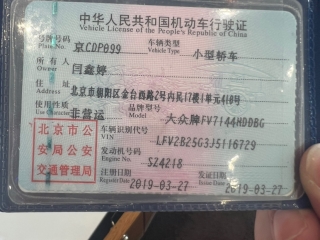 中华人民共和国机动车行驶证
Vehicle License of the People's Republic of China
号牌号码 京CDP099 车辆类型 小型轿车
Plate No.
所有人 闫鑫婷
Owner
住址 北京市朝阳区金台西路2号内民17楼1单元410号
Address
使用性质 非营运 品牌型号 大众牌FV7144HDDBG
Use Character
北京市公
安局公安
交通管理局
车辆识别代号 LFV2B25G3J5116729
VIN
发动机号码 SZ4218
Engine No.
注册日期 2019-03-27 发证日期 2019-03-27
Register Date Issue Date